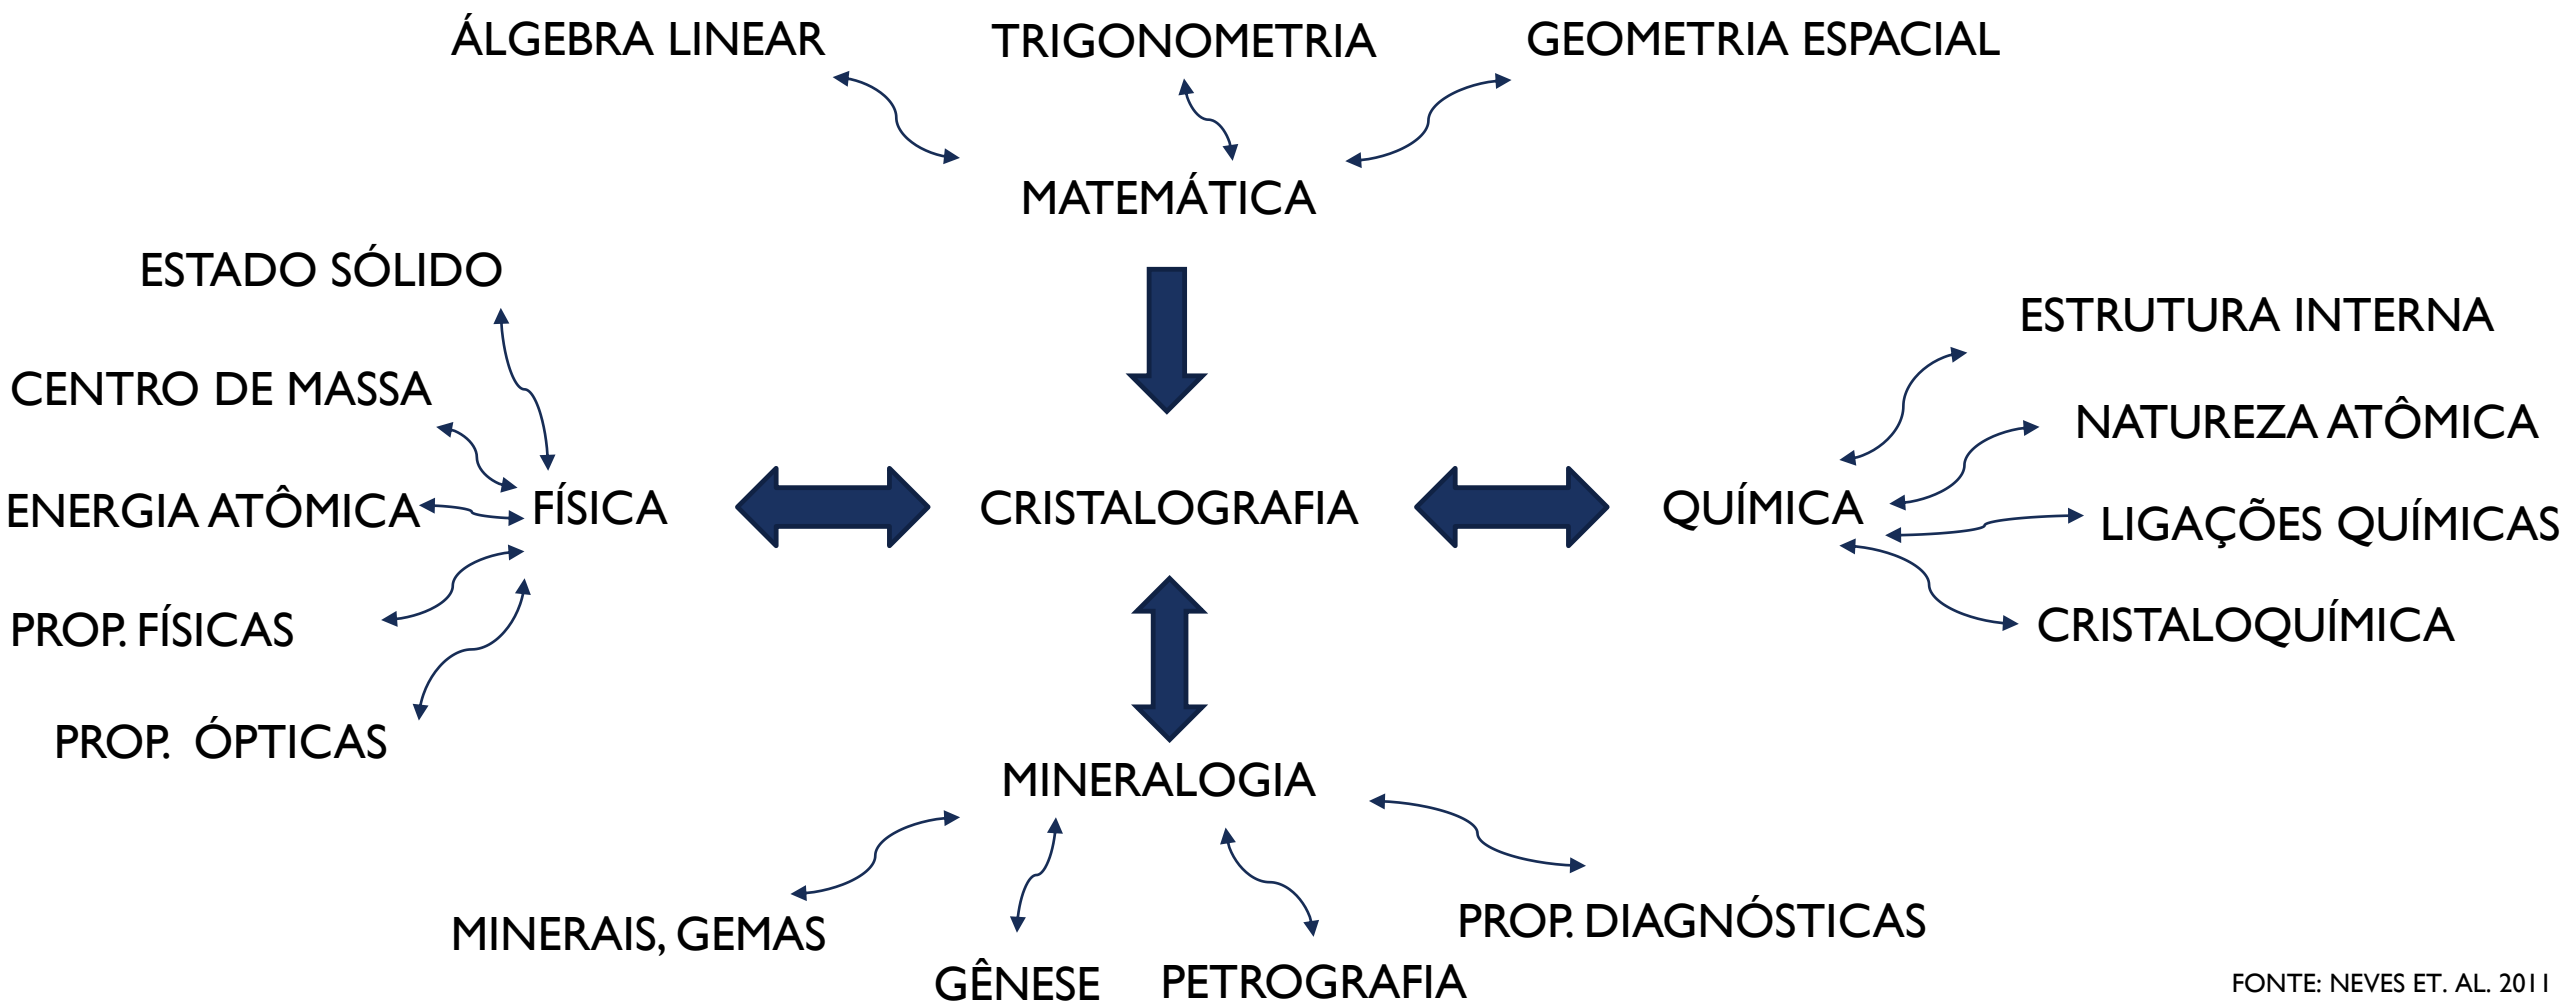 ÁLGEBRA LINEAR
TRIGONOMETRIA
GEOMETRIA ESPACIAL
MATEMÁTICA
ESTADO SÓLIDO
CENTRO DE MASSA
ENERGIA ATÔMICA
PROP. FÍSICAS
PROP. ÓPTICAS
FÍSICA
CRISTALOGRAFIA
QUÍMICA
ESTRUTURA INTERNA
NATUREZA ATÔMICA
LIGAÇÕES QUÍMICAS
CRISTALOQUÍMICA
MINERALOGIA
MINERAIS, GEMAS
GÊNESE
PETROGRAFIA
PROP. DIAGNÓSTICAS
FONTE: NEVES ET. AL. 2011